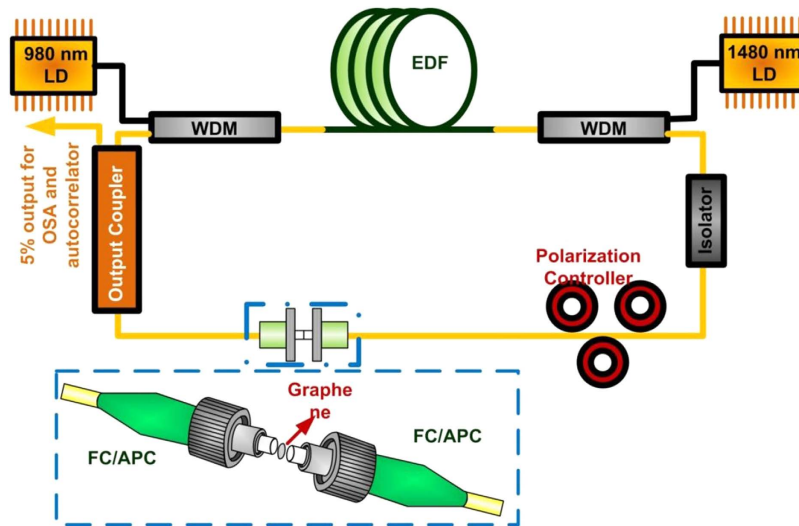 980 nm
LD
EDF
1480 nm
LD
WDM
WDM
5% output for
OSA and
autocorrelator
Output Coupler
Isolator
Polarization
Controller
Graphe
ne
FC/APC
FC/APC